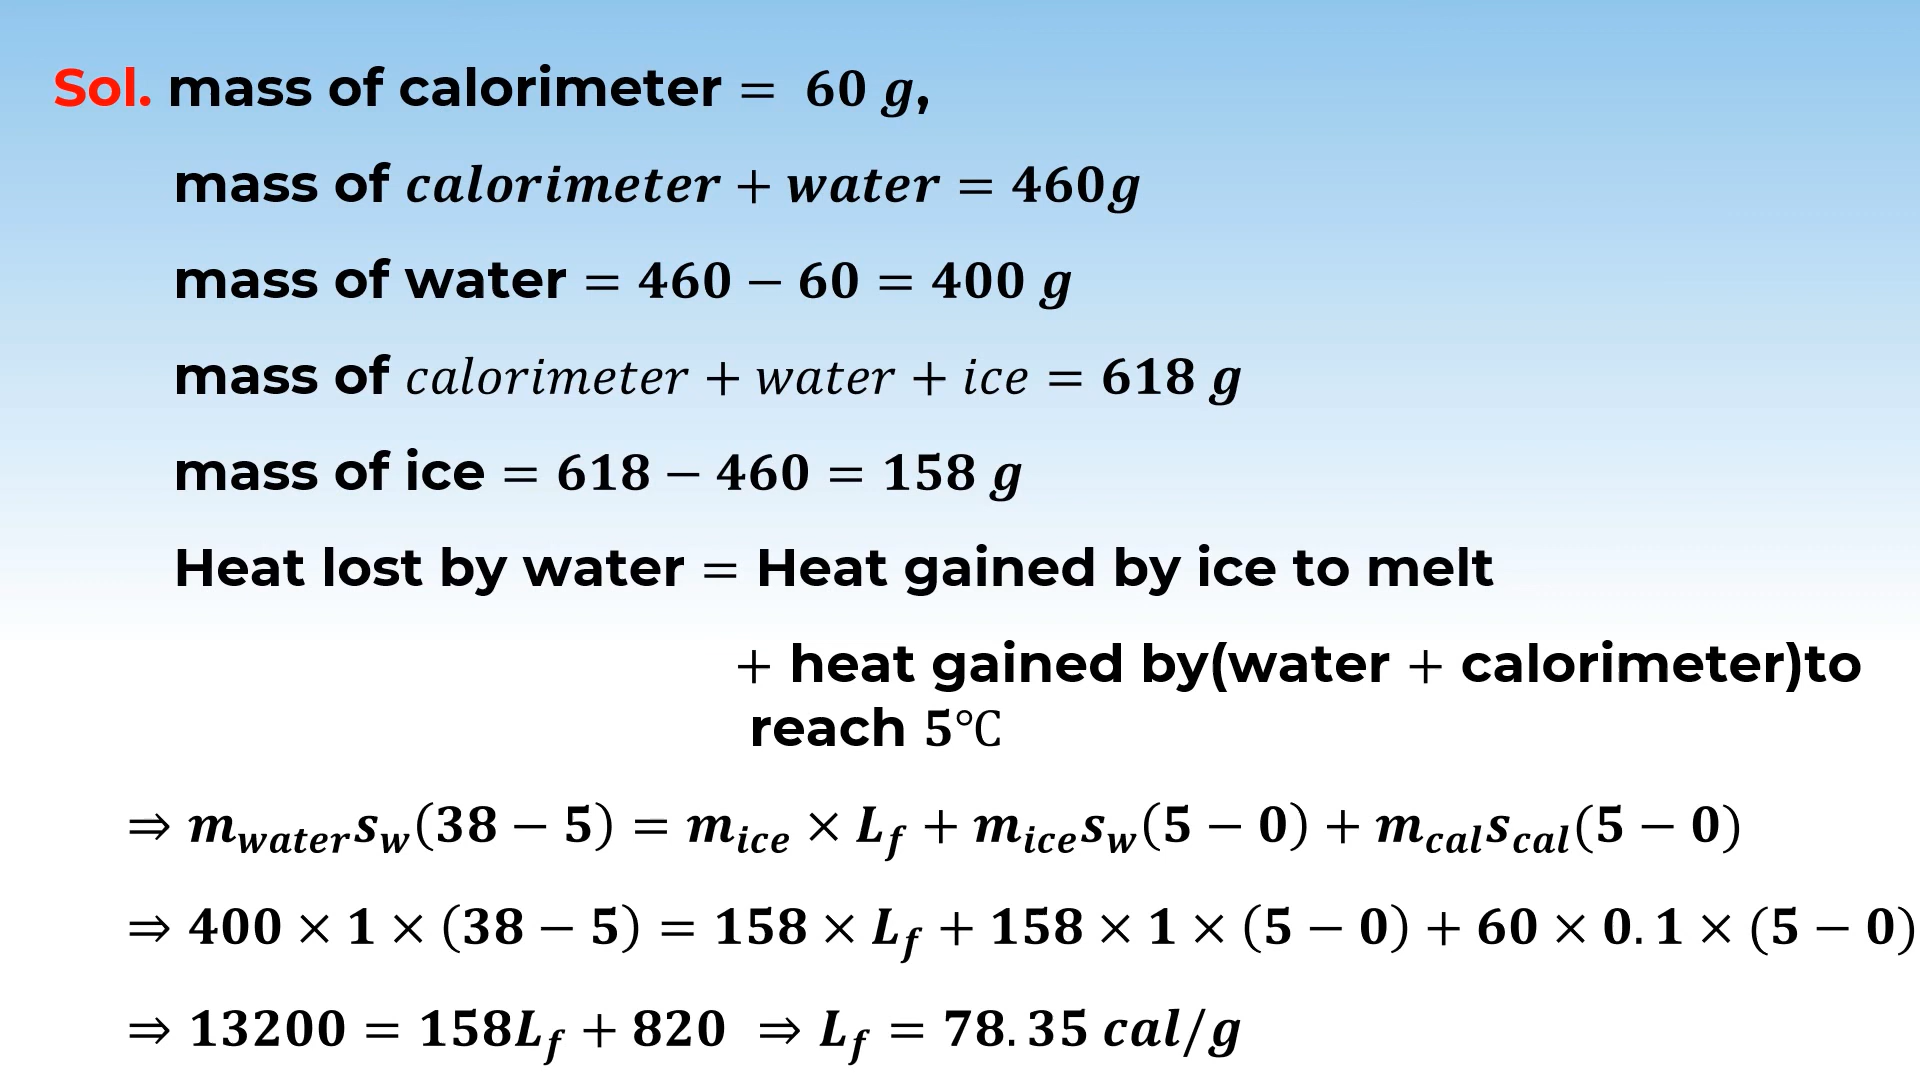 Sol. mass of calorimeter = 60 g,
mass of calorimeter + water = 460g
mass of water = 460 − 60 = 400 g
mass of calorimeter + water + ice = 618 g
mass of ice = 618 − 460 = 158 g
Heat lost by water = Heat gained by ice to melt
+ heat gained by(water + calorimeter)to
reach 5℃
⇒ m_water s_w(38 − 5) = m_ice × L_f + m_ice s_w(5 − 0) + m_cal s_cal(5 − 0)
⇒ 400 × 1 × (38 − 5) = 158 × L_f + 158 × 1 × (5 − 0) + 60 × 0.1 × (5 − 0)
⇒ 13200 = 158L_f + 820 ⇒ L_f = 78.35 cal/g